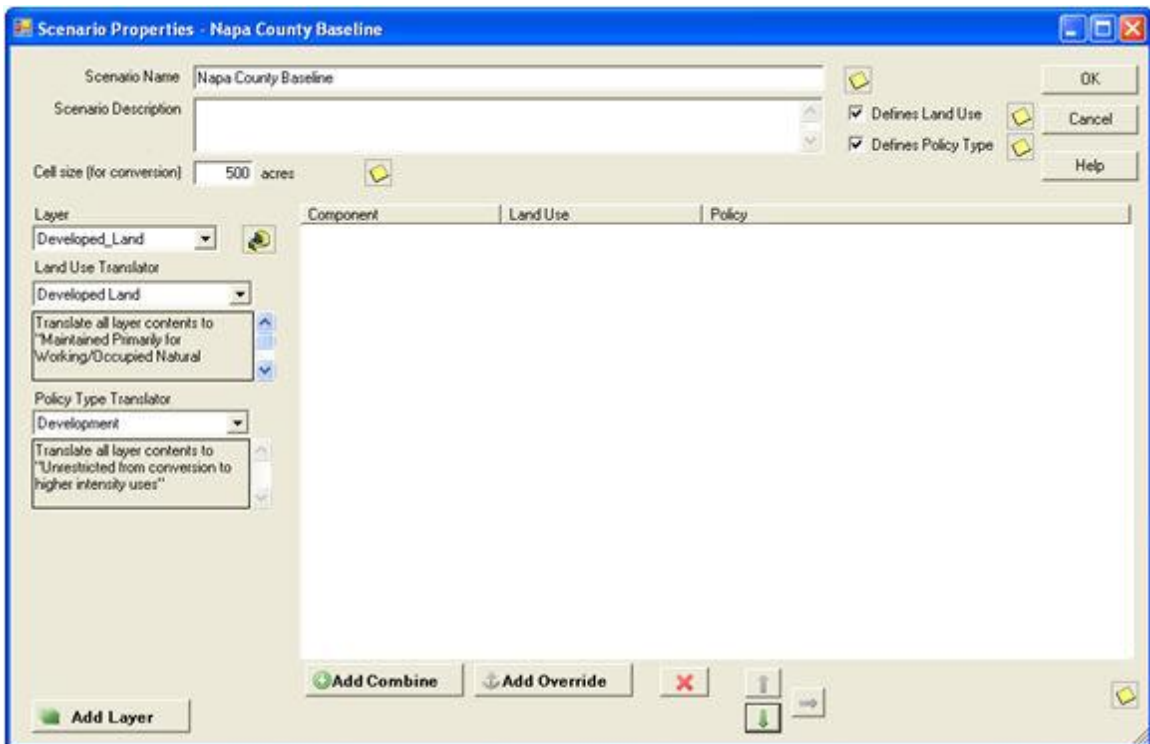 Scenario Properties - Napa County Baseline
Scenario Name Napa County Baseline
OK
Scenario Description
Defines Land Use
Cancel
Defines Policy Type
Cell size (for conversion) 500 acres
Help
Layer
Component Land Use Policy
Developed_Land
Land Use Translator
Developed Land
Translate all layer contents to
"Maintained Primarily for
Working/Occupied Natural
Policy Type Translator
Development
Translate all layer contents to
"Unrestricted from conversion to
higher intensity uses"
Add Combine Add Override
Add Layer